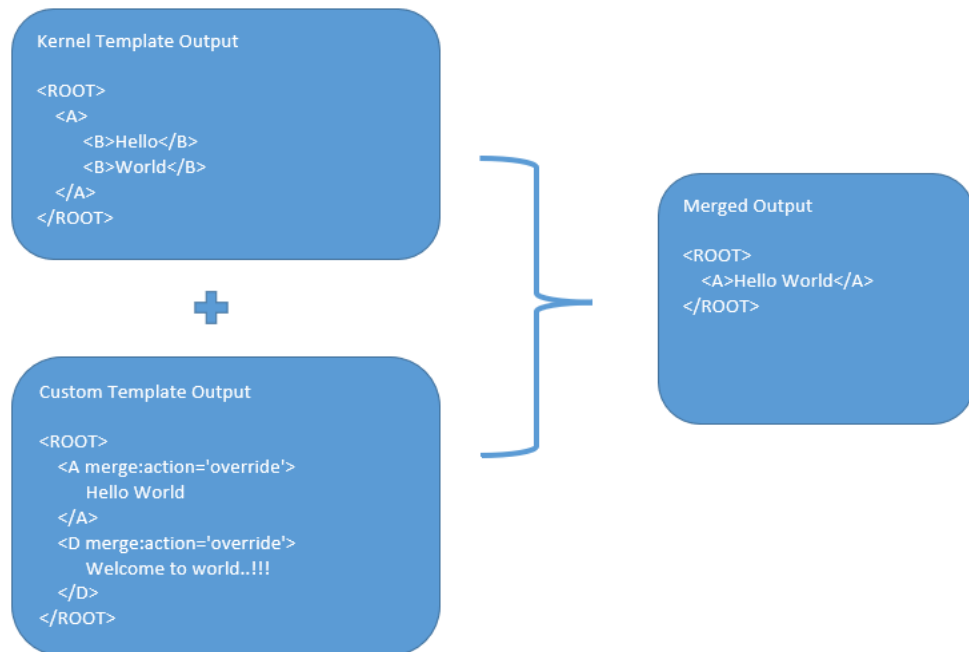 Kernel Template Output
<ROOT>
<A>
<B>Hello</B>
<B>World</B>
</A>
</ROOT>
Custom Template Output
<ROOT>
<A merge:action='override'>
Hello World
</A>
<D merge:action='override'>
Welcome to world..!!!
</D>
</ROOT>
Merged Output
<ROOT>
<A>Hello World</A>
</ROOT>